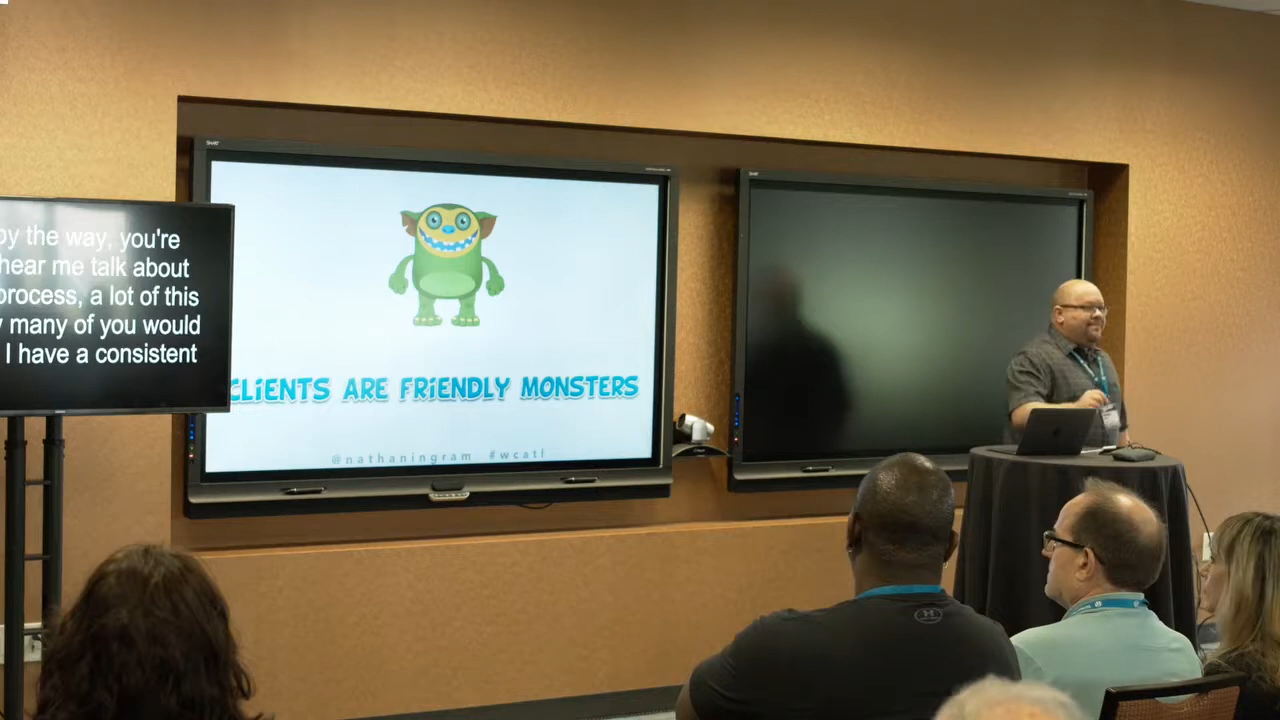 by the way, you're
hear me talk about
process, a lot of this
many of you would
I have a consistent
CLiENTS ARE FRiENDLY MONSTERS
@nathaningram #wcatl